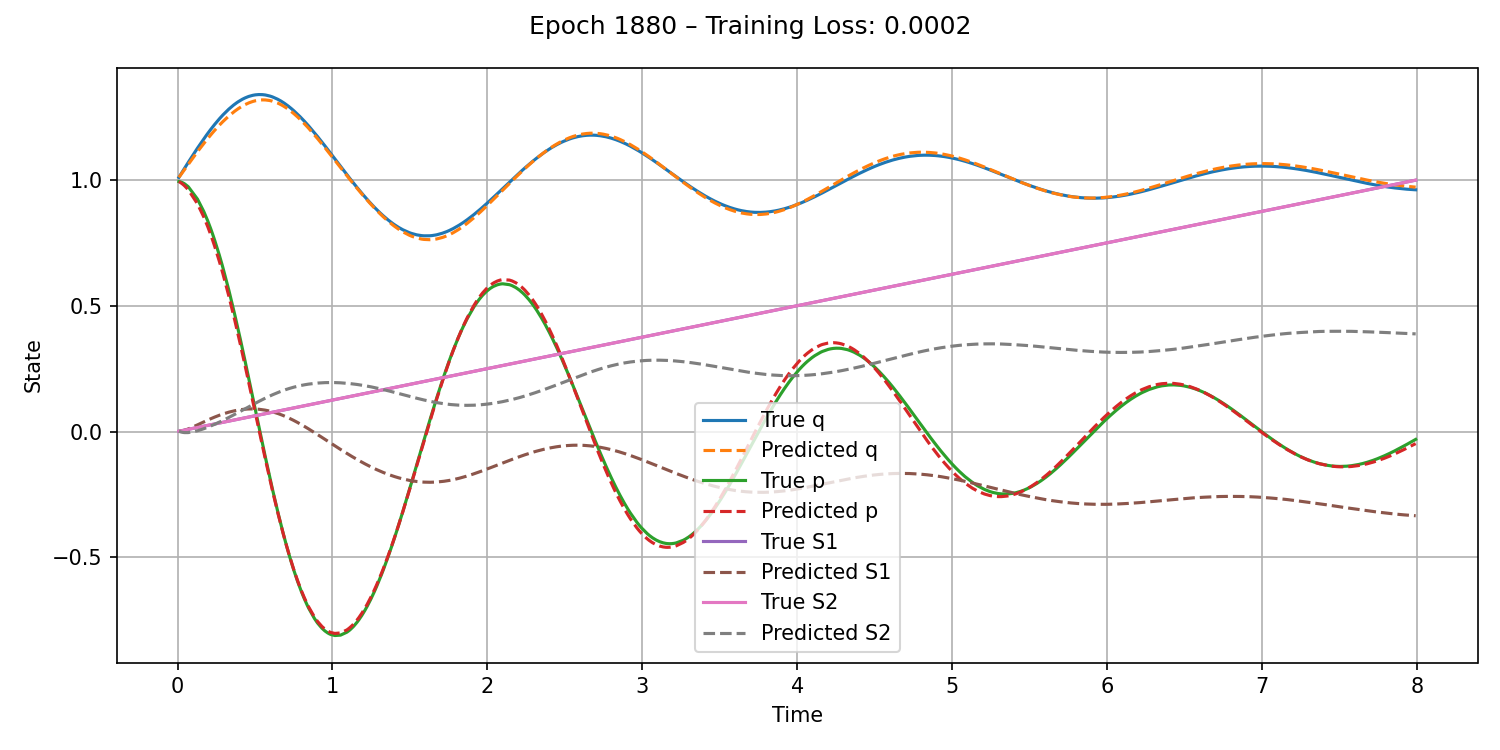 Epoch 1880 – Training Loss: 0.0002
State
1.0
0.5
0.0
−0.5
True q
Predicted q
True p
Predicted p
True S1
Predicted S1
True S2
Predicted S2
0 1 2 3 4 5 6 7 8
Time